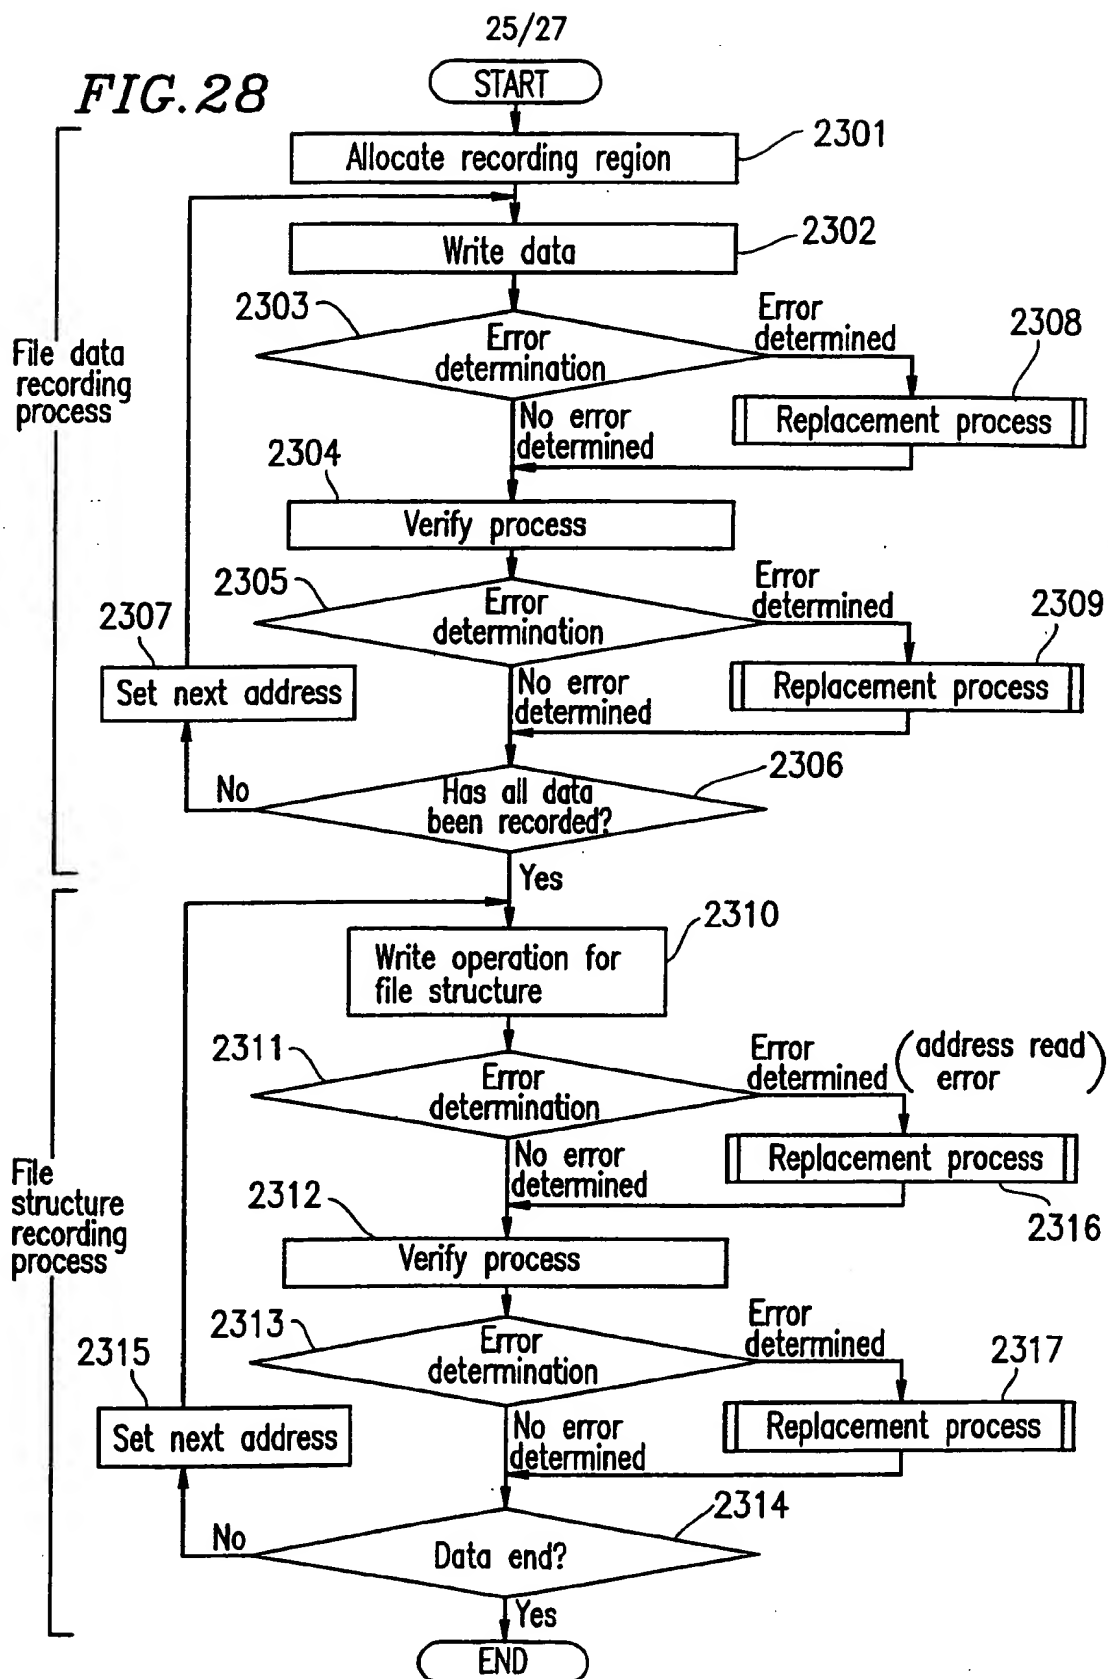 25/27
FIG.28
START
Allocate recording region
2301
Write data
2302
2303
Error
determination
Error
determined
2308
Replacement process
No error
determined
File data
recording
process
2304
Verify process
2305
Error
determination
Error
determined
2309
Replacement process
No error
determined
2307
Set next address
2306
No
Has all data
been recorded?
Yes
2310
Write operation for
file structure
2311
Error
determination
Error
determined
(address read
error)
Replacement process
2316
No error
determined
File
structure
recording
process
2312
Verify process
2313
Error
determination
Error
determined
2317
Replacement process
No error
determined
2315
Set next address
2314
No
Data end?
Yes
END